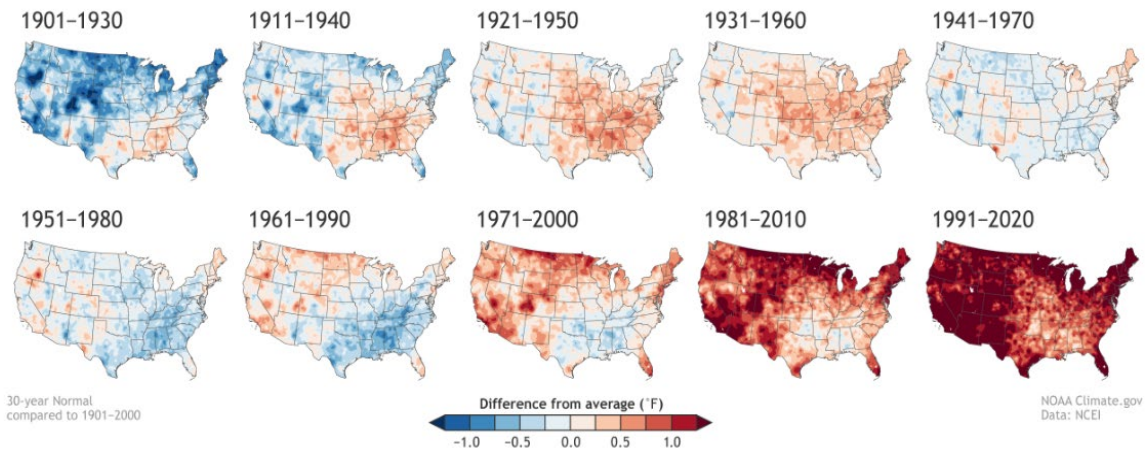 1901–1930
1911–1940
1921–1950
1931–1960
1941–1970
1951–1980
1961–1990
1971–2000
1981–2010
1991–2020
30-year Normal
compared to 1901–2000
Difference from average (°F)
−1.0 −0.5 0.0 0.5 1.0
NOAA Climate.gov
Data: NCEI